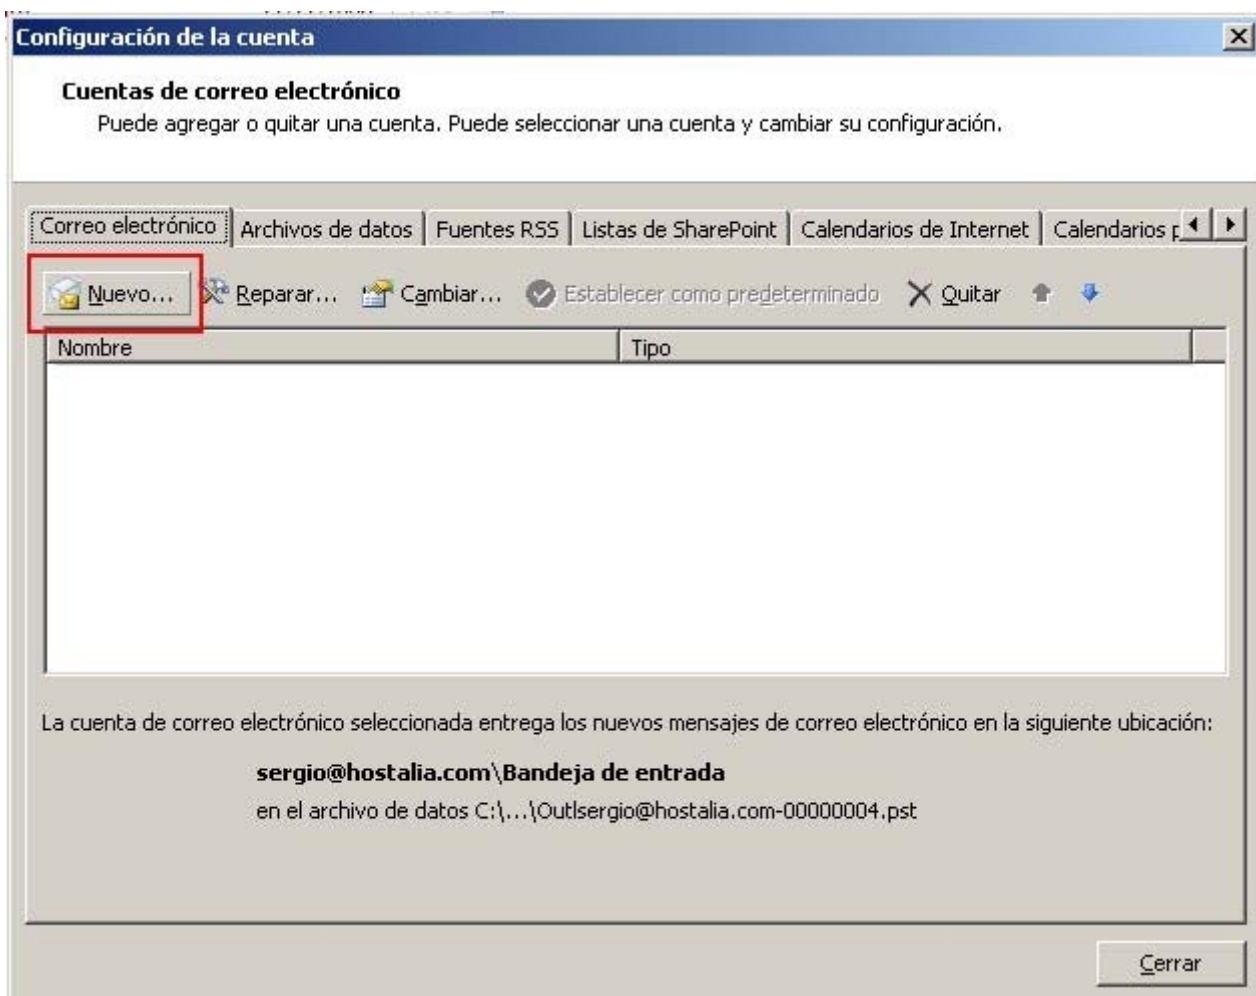 Configuración de la cuenta
Cuentas de correo electrónico
Puede agregar o quitar una cuenta. Puede seleccionar una cuenta y cambiar su configuración.
Correo electrónico Archivos de datos Fuentes RSS Listas de SharePoint Calendarios de Internet Calendarios
Nuevo... Reparar... Cambiar... Establecer como predeterminado Quitar
Nombre Tipo
La cuenta de correo electrónico seleccionada entrega los nuevos mensajes de correo electrónico en la siguiente ubicación:
sergio@hostalia.com\Bandeja de entrada
en el archivo de datos C:\...\Outlsergio@hostalia.com-00000004.pst
Cerrar